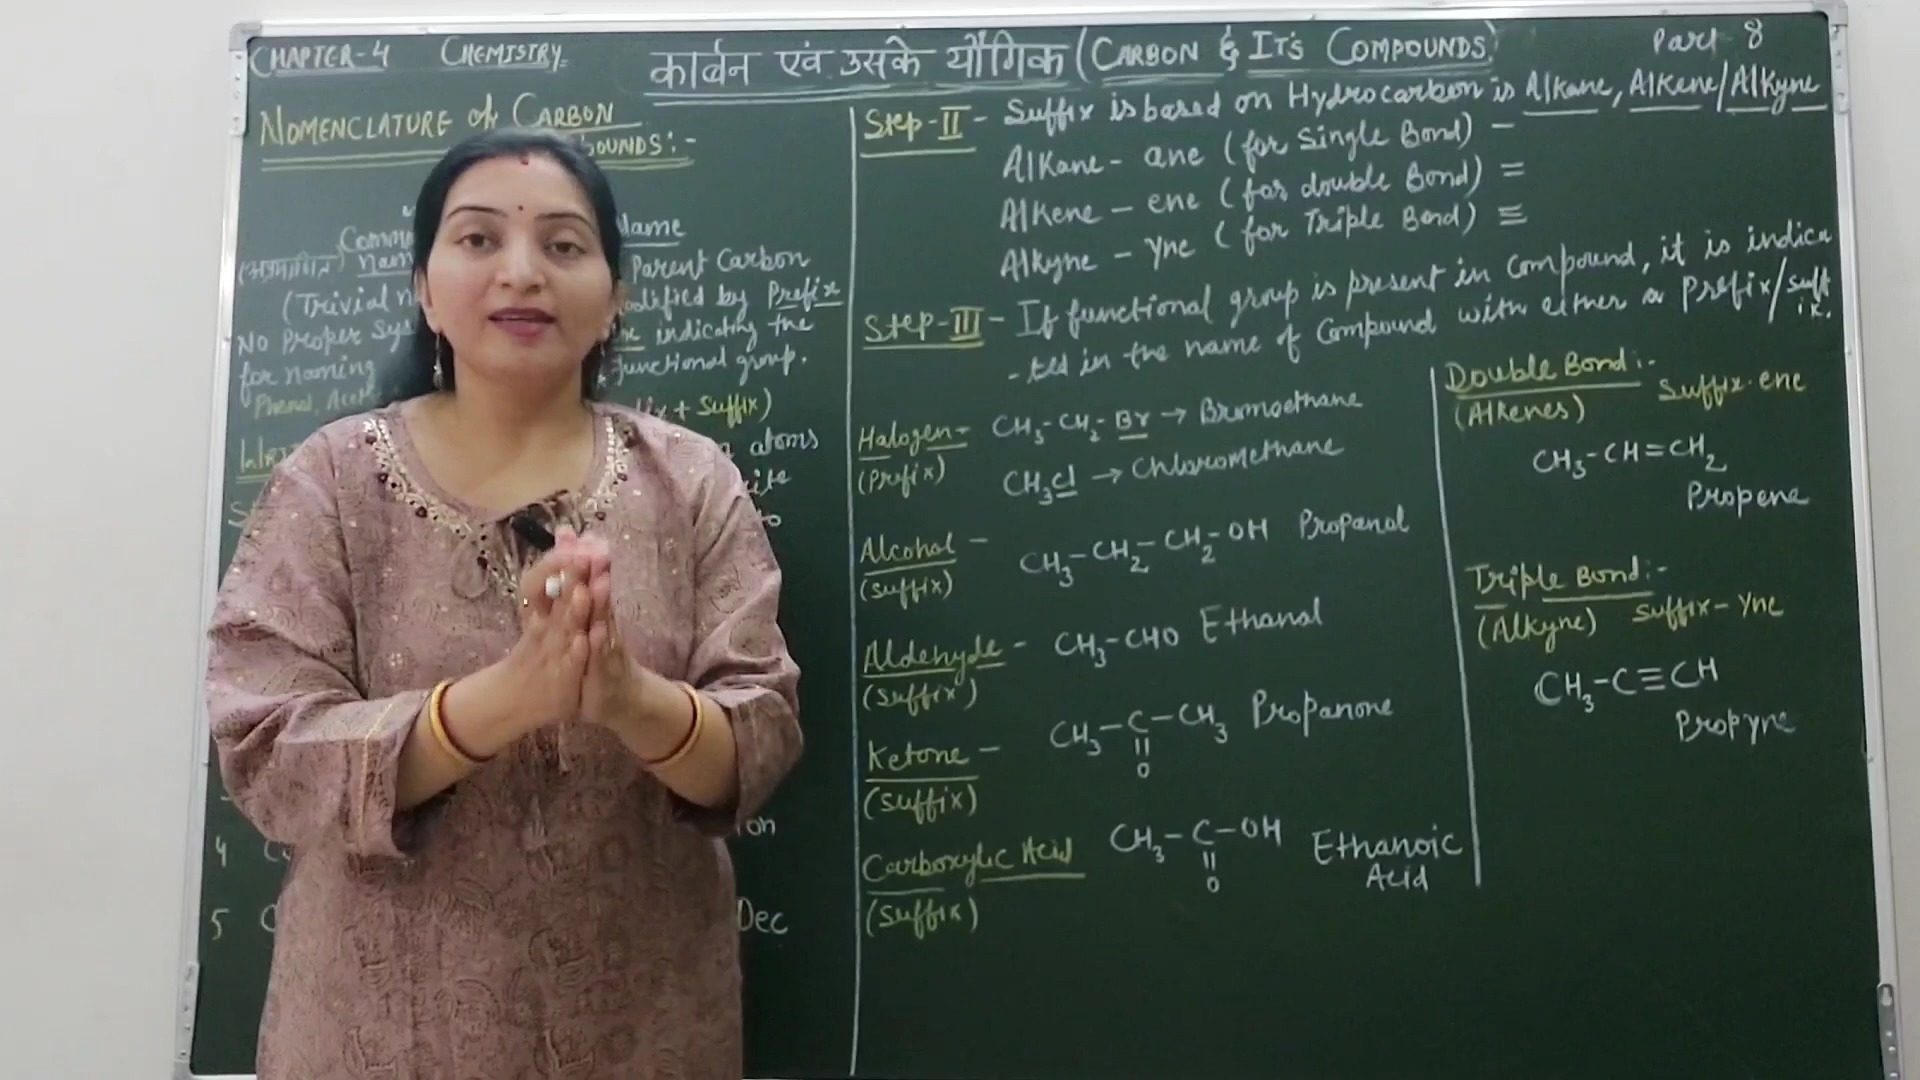 CHAPTER-4 CHEMISTRY
कार्बन एवं उसके यौगिक (CARBON & IT'S COMPOUNDS)
Part 8
NOMENCLATURE of CARBON
OUNDS:-
Name
Parent Carbon
(Trivial
odified by Prefix
No Proper Sys
indicating the
for naming
functional group.
Phenol,
+ Suffix)
atoms
4
5
Dec
Step-II - Suffix is based on Hydrocarbon is Alkane, Alkene/Alkyne
Alkane - ane (for Single Bond) -
Alkene - ene (for double Bond) =
Alkyne - Yne (for Triple Bond) ≡
Step-III - If functional group is present in Compound, it is indica
- ted in the name of Compound with either a Prefix/suff
ix.
Halogen- CH3-CH2-Br → Bromoethane
(Prefix) CH3Cl → Chloromethane
Alcohol - CH3-CH2-CH2-OH Propanol
(suffix)
Aldehyde - CH3-CHO Ethanal
(suffix)
Ketone - CH3-C-CH3 Propanone
||
O
(suffix)
Carboxylic Acid CH3-C-OH Ethanoic
|| Acid
O
(suffix)
Double Bond:-
(Alkenes) Suffix-ene
CH3-CH=CH2
Propene
Triple Bond:-
(Alkyne) Suffix-Yne
CH3-C≡CH
Propyne